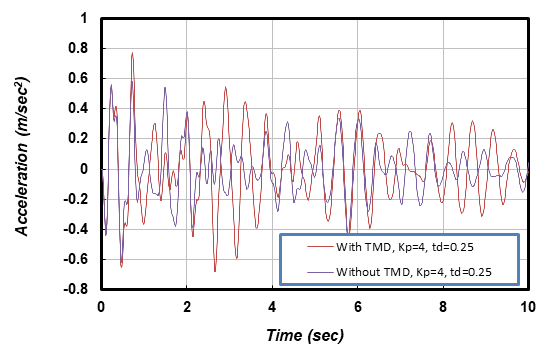 1
0.8
0.6
0.4
0.2
0
-0.2
-0.4
-0.6
-0.8
Acceleration (m/sec²)
With TMD, Kp=4, td=0.25
Without TMD, Kp=4, td=0.25
0 2 4 6 8 10
Time (sec)